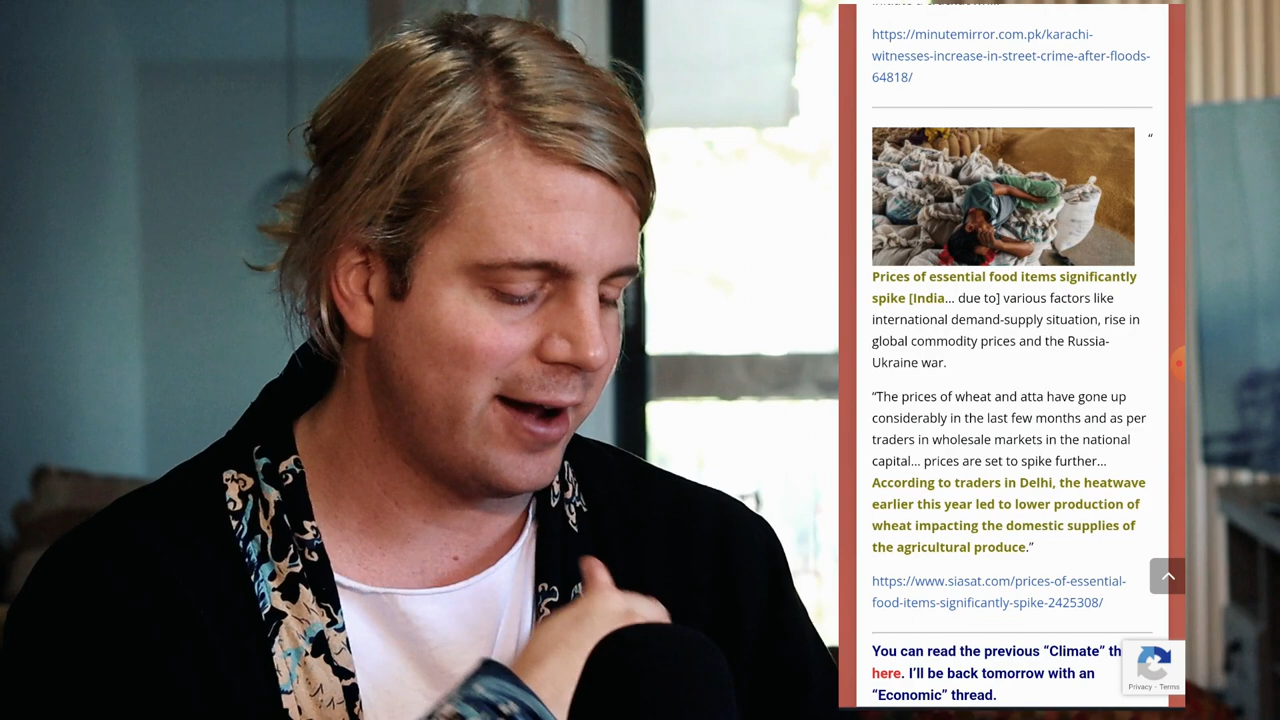 https://minutemirror.com.pk/karachi-
witnesses-increase-in-street-crime-after-floods-
64818/
“
Prices of essential food items significantly
spike [India… due to] various factors like
international demand-supply situation, rise in
global commodity prices and the Russia-
Ukraine war.
“The prices of wheat and atta have gone up
considerably in the last few months and as per
traders in wholesale markets in the national
capital… prices are set to spike further…
According to traders in Delhi, the heatwave
earlier this year led to lower production of
wheat impacting the domestic supplies of
the agricultural produce.”
https://www.siasat.com/prices-of-essential-
food-items-significantly-spike-2425308/
You can read the previous “Climate” th
here. I’ll be back tomorrow with an
“Economic” thread.
Privacy - Terms